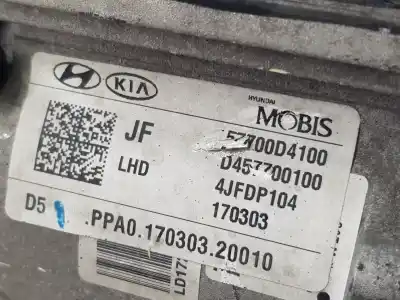 HYUNDAI
KIA MOBIS
JF 57700D4100
LHD D457700100
4JFDP104
170303
D5 .PPA0.170303.20010